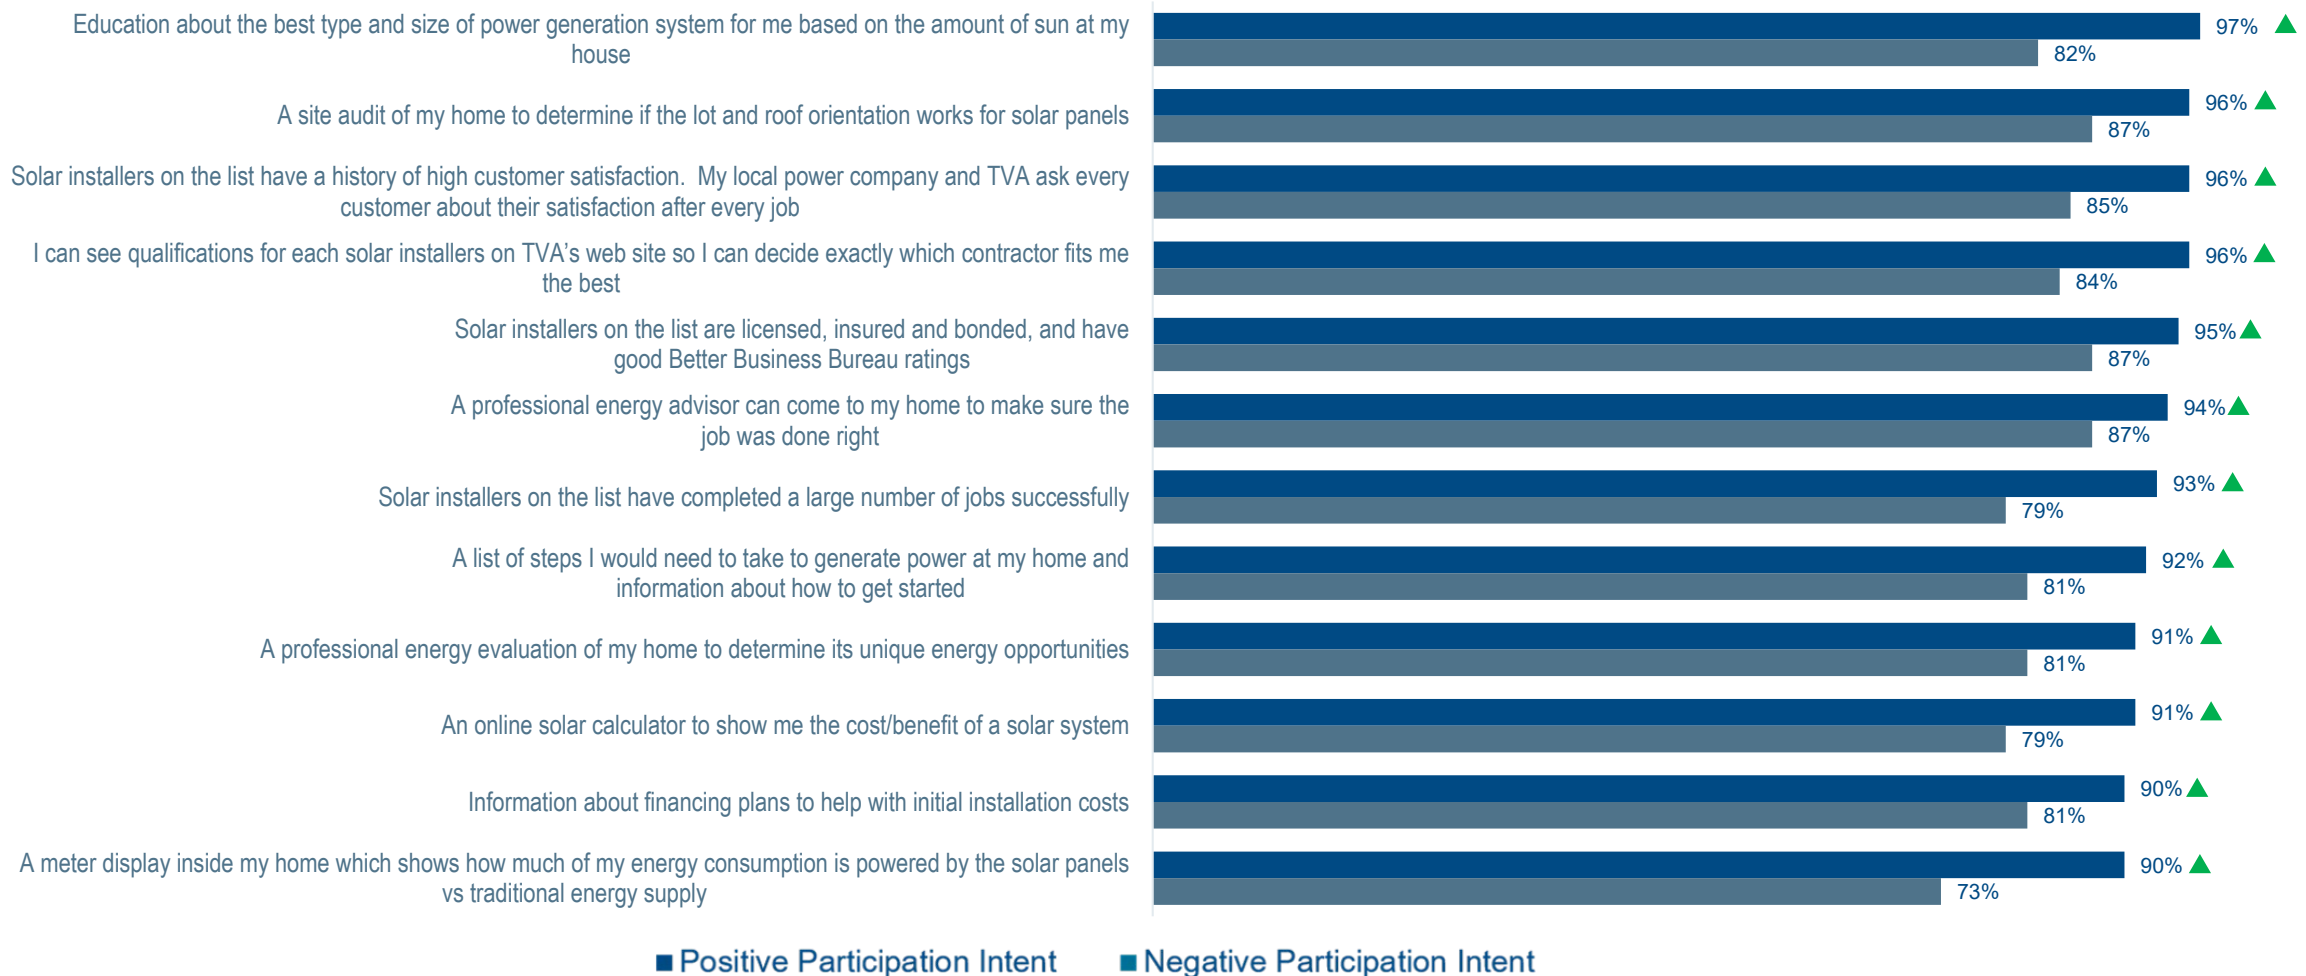 Education about the best type and size of power generation system for me based on the amount of sun at my
house
97%
82%
A site audit of my home to determine if the lot and roof orientation works for solar panels
96%
87%
Solar installers on the list have a history of high customer satisfaction.  My local power company and TVA ask every
customer about their satisfaction after every job
96%
85%
I can see qualifications for each solar installers on TVA’s web site so I can decide exactly which contractor fits me
the best
96%
84%
Solar installers on the list are licensed, insured and bonded, and have
good Better Business Bureau ratings
95%
87%
A professional energy advisor can come to my home to make sure the
job was done right
94%
87%
Solar installers on the list have completed a large number of jobs successfully
93%
79%
A list of steps I would need to take to generate power at my home and
information about how to get started
92%
81%
A professional energy evaluation of my home to determine its unique energy opportunities
91%
81%
An online solar calculator to show me the cost/benefit of a solar system
91%
79%
Information about financing plans to help with initial installation costs
90%
81%
A meter display inside my home which shows how much of my energy consumption is powered by the solar panels
vs traditional energy supply
90%
73%
Positive Participation Intent
Negative Participation Intent